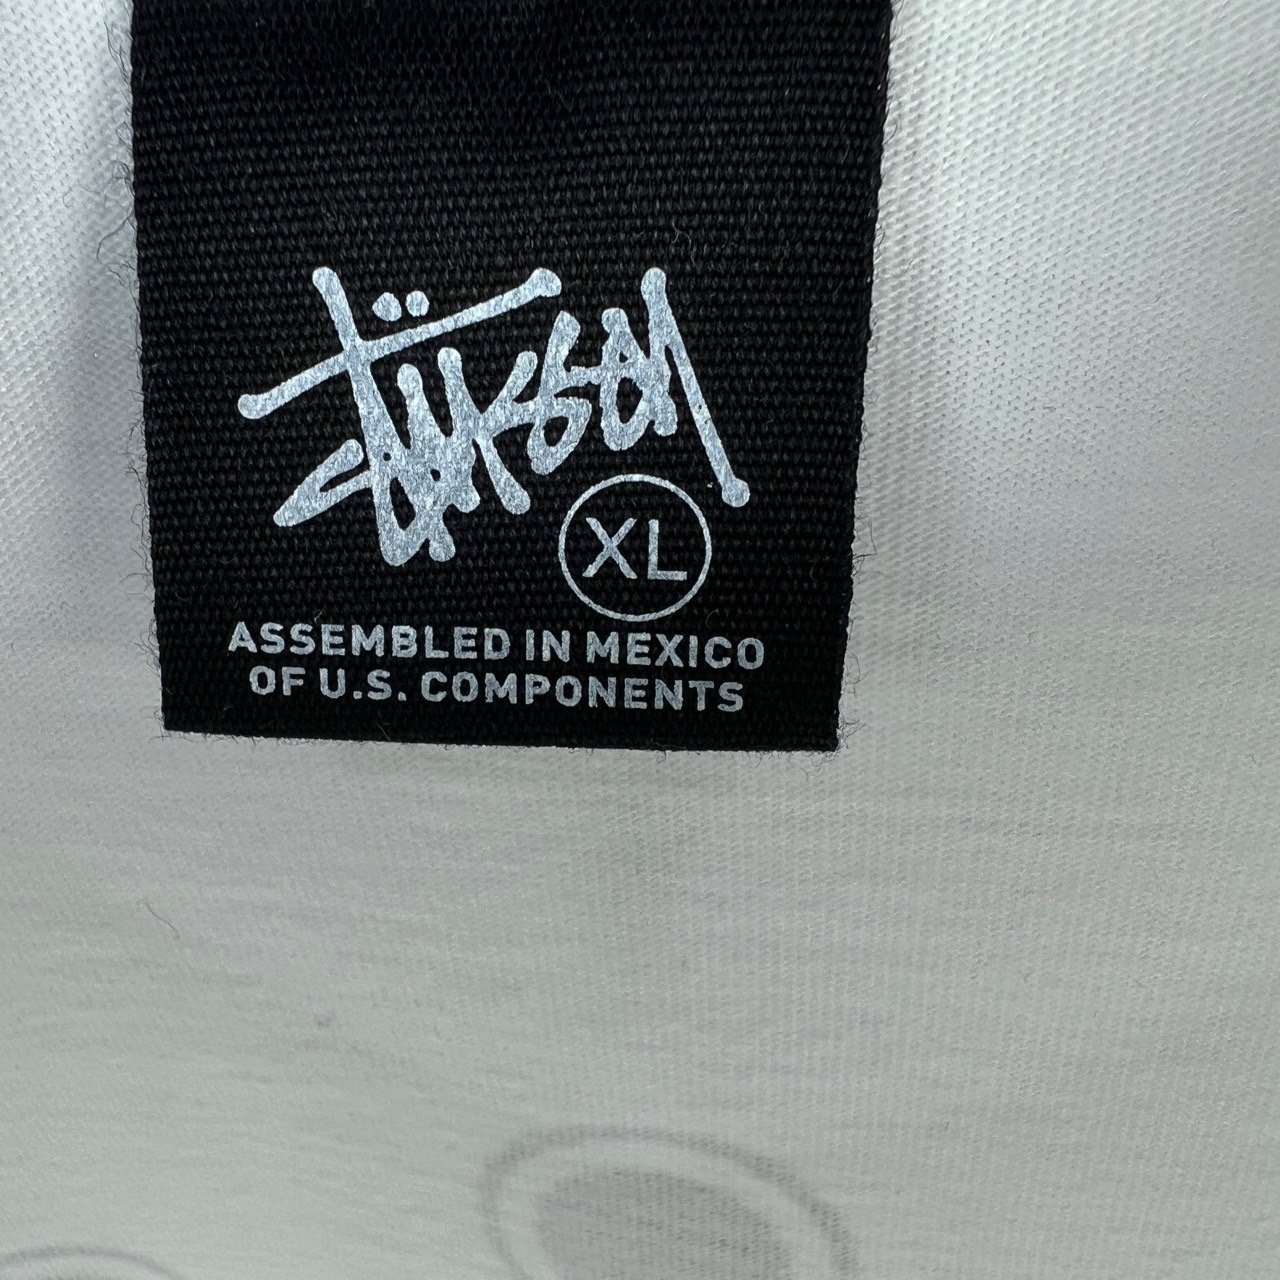 Stüssy
XL
ASSEMBLED IN MEXICO
OF U.S. COMPONENTS